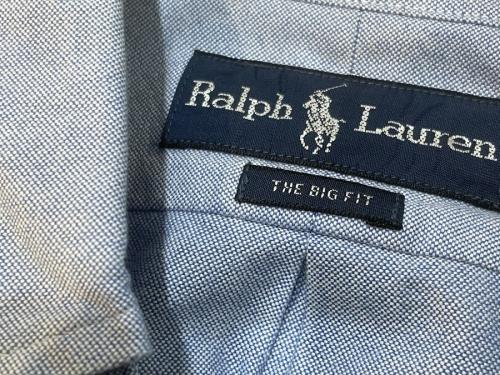 Ralph Lauren
THE BIG FIT